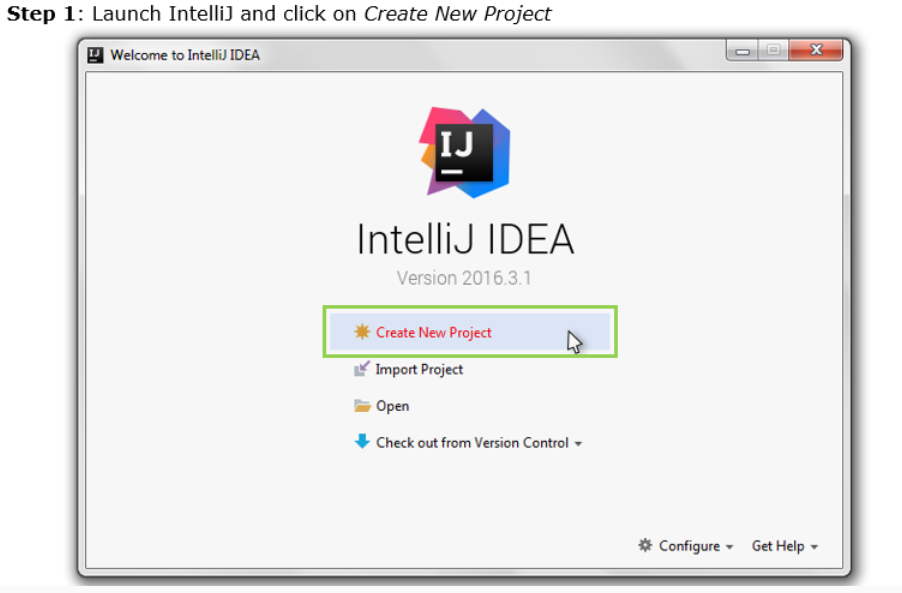 Step 1: Launch IntelliJ and click on Create New Project
IJ Welcome to IntelliJ IDEA
IJ
IntelliJ IDEA
Version 2016.3.1
Create New Project
Import Project
Open
Check out from Version Control
Configure Get Help